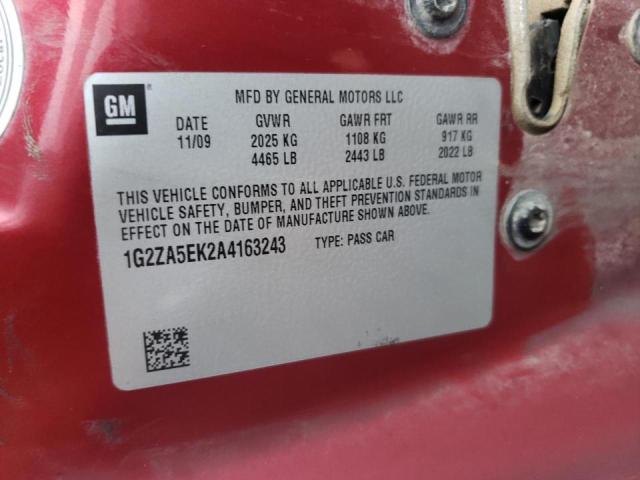 GM
MFD BY GENERAL MOTORS LLC
DATE GVWR GAWR FRT GAWR RR
11/09 2025 KG 1108 KG 917 KG
4465 LB 2443 LB 2022 LB
THIS VEHICLE CONFORMS TO ALL APPLICABLE U.S. FEDERAL MOTOR
VEHICLE SAFETY, BUMPER, AND THEFT PREVENTION STANDARDS IN
EFFECT ON THE DATE OF MANUFACTURE SHOWN ABOVE.
1G2ZA5EK2A4163243 TYPE: PASS CAR